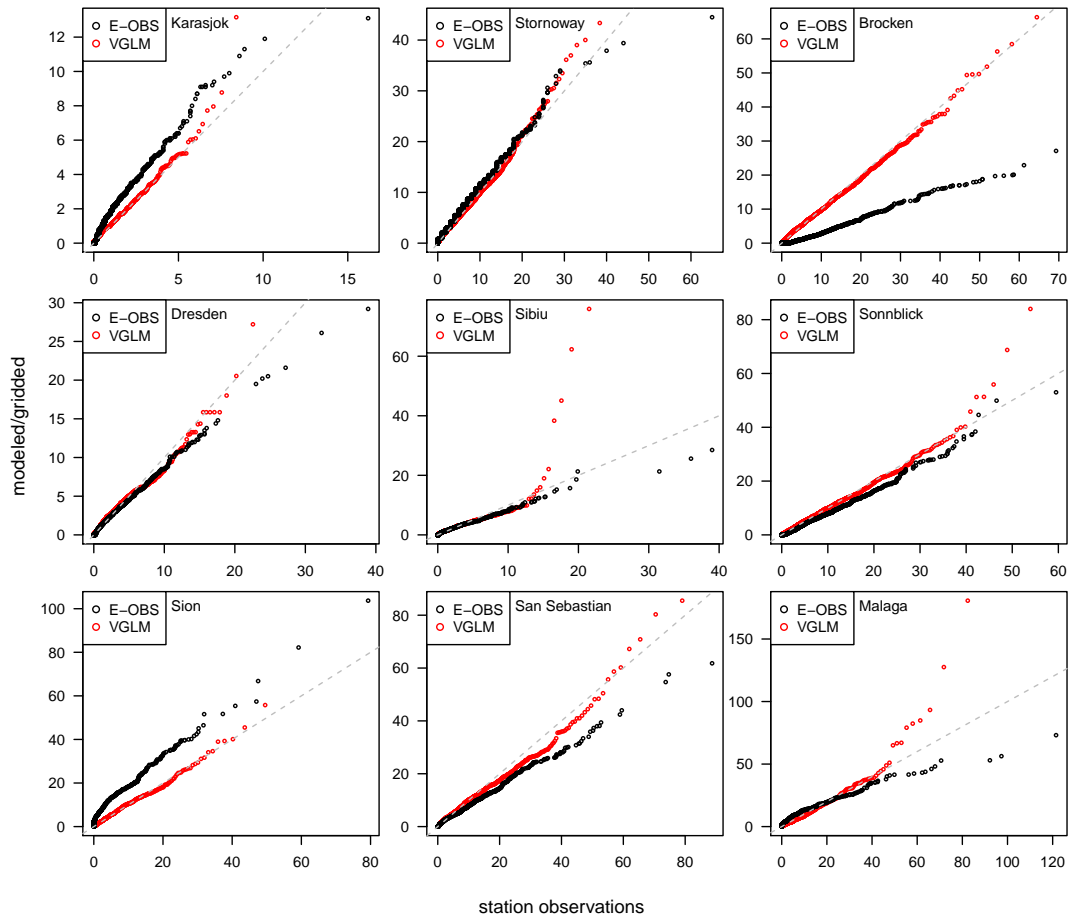 E-OBS
VGLM
Karasjok
0 2 4 6 8 10 12
0 5 10 15
E-OBS
VGLM
Stornoway
0 10 20 30 40
0 10 20 30 40 50 60
E-OBS
VGLM
Brocken
0 10 20 30 40 50 60
0 10 20 30 40 50 60 70
E-OBS
VGLM
Dresden
0 5 10 15 20 25 30
0 10 20 30 40
E-OBS
VGLM
Sibiu
0 20 40 60
0 10 20 30 40
E-OBS
VGLM
Sonnblick
0 20 40 60 80
0 10 20 30 40 50 60
E-OBS
VGLM
Sion
0 20 40 60 80 100
0 20 40 60 80
E-OBS
VGLM
San Sebastian
0 20 40 60 80
0 20 40 60 80
E-OBS
VGLM
Malaga
0 50 100 150
0 20 40 60 80 100 120
modeled/gridded
station observations